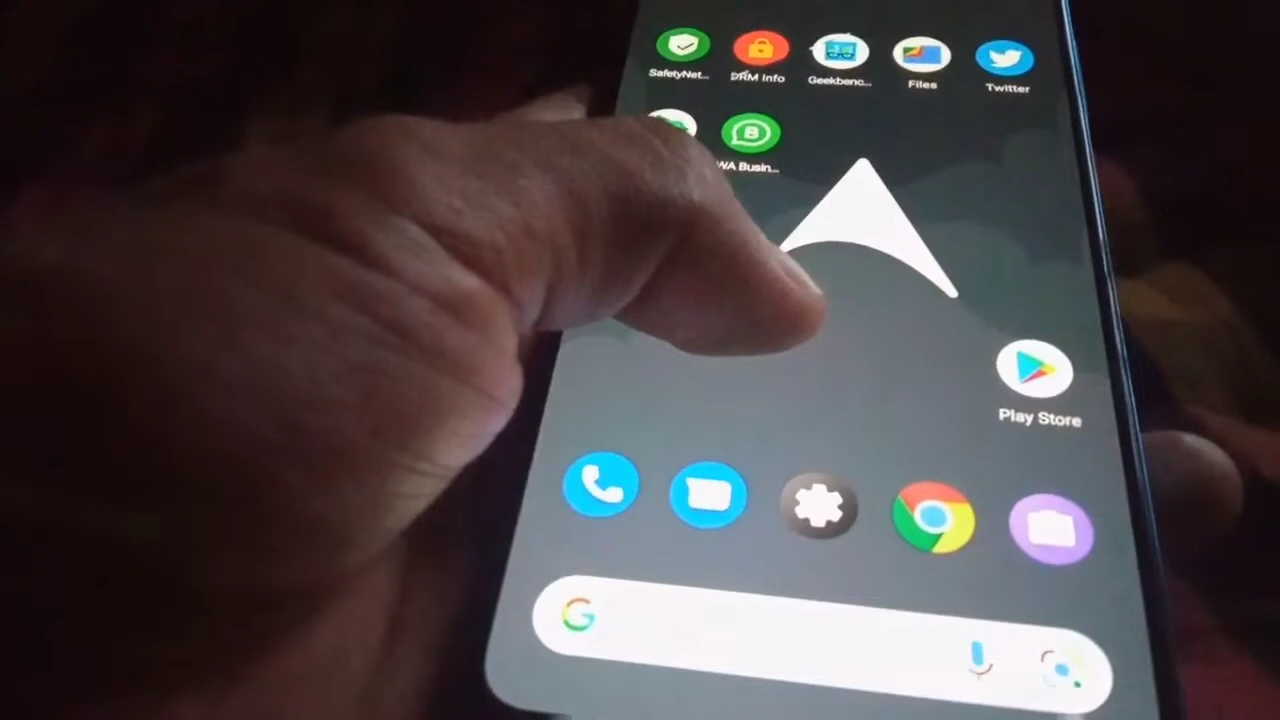 SafetyNet...
DRM Info
Geekbenc...
Files
Twitter
B
WA Busin...
Play Store
G